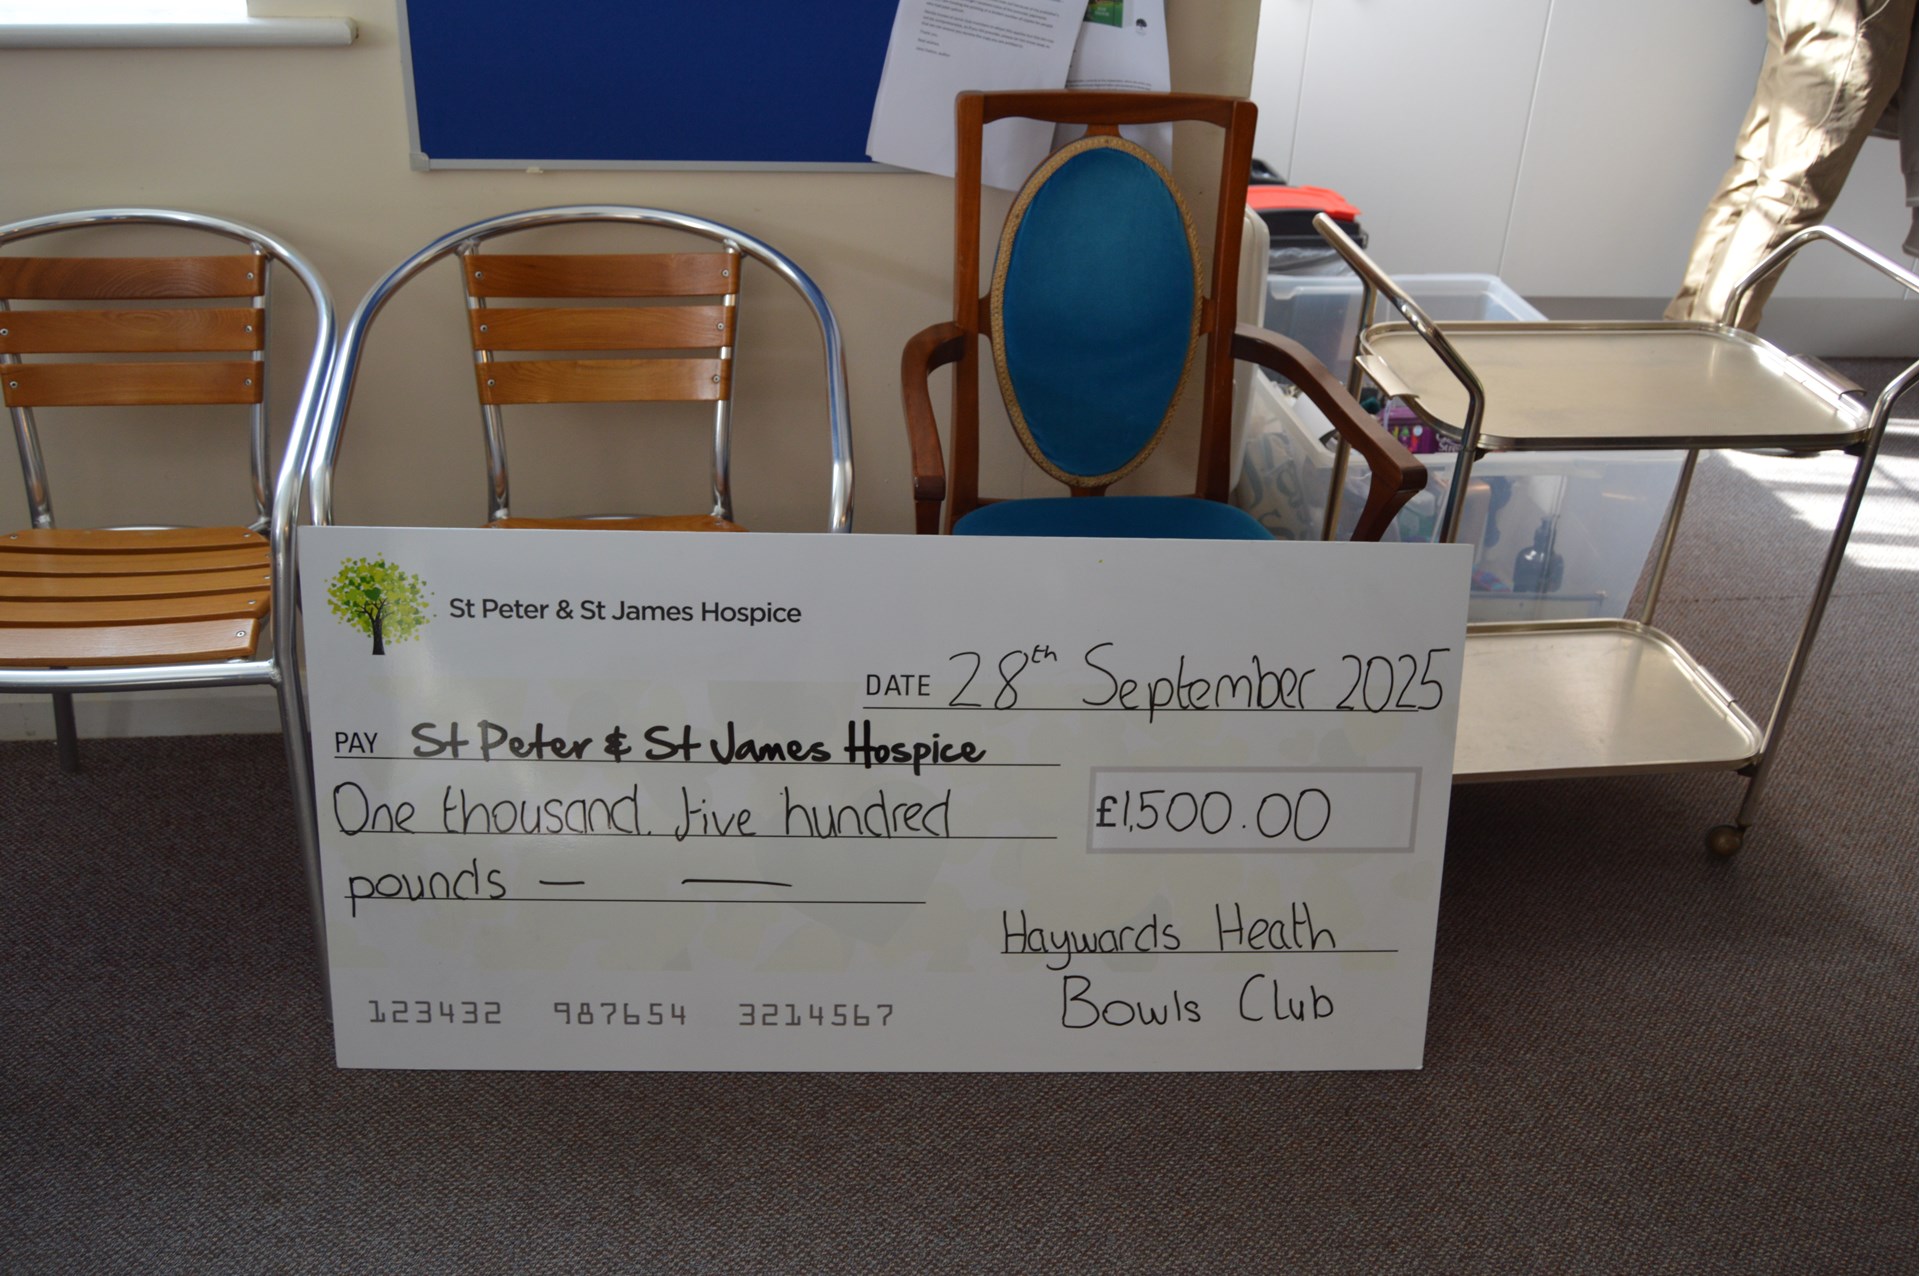 St Peter & St James Hospice
DATE 28th September 2025
PAY St Peter & St James Hospice
One thousand. five hundred
£1,500.00
pounds — —
Haywards Heath
Bowls Club
123432 987654 3214567